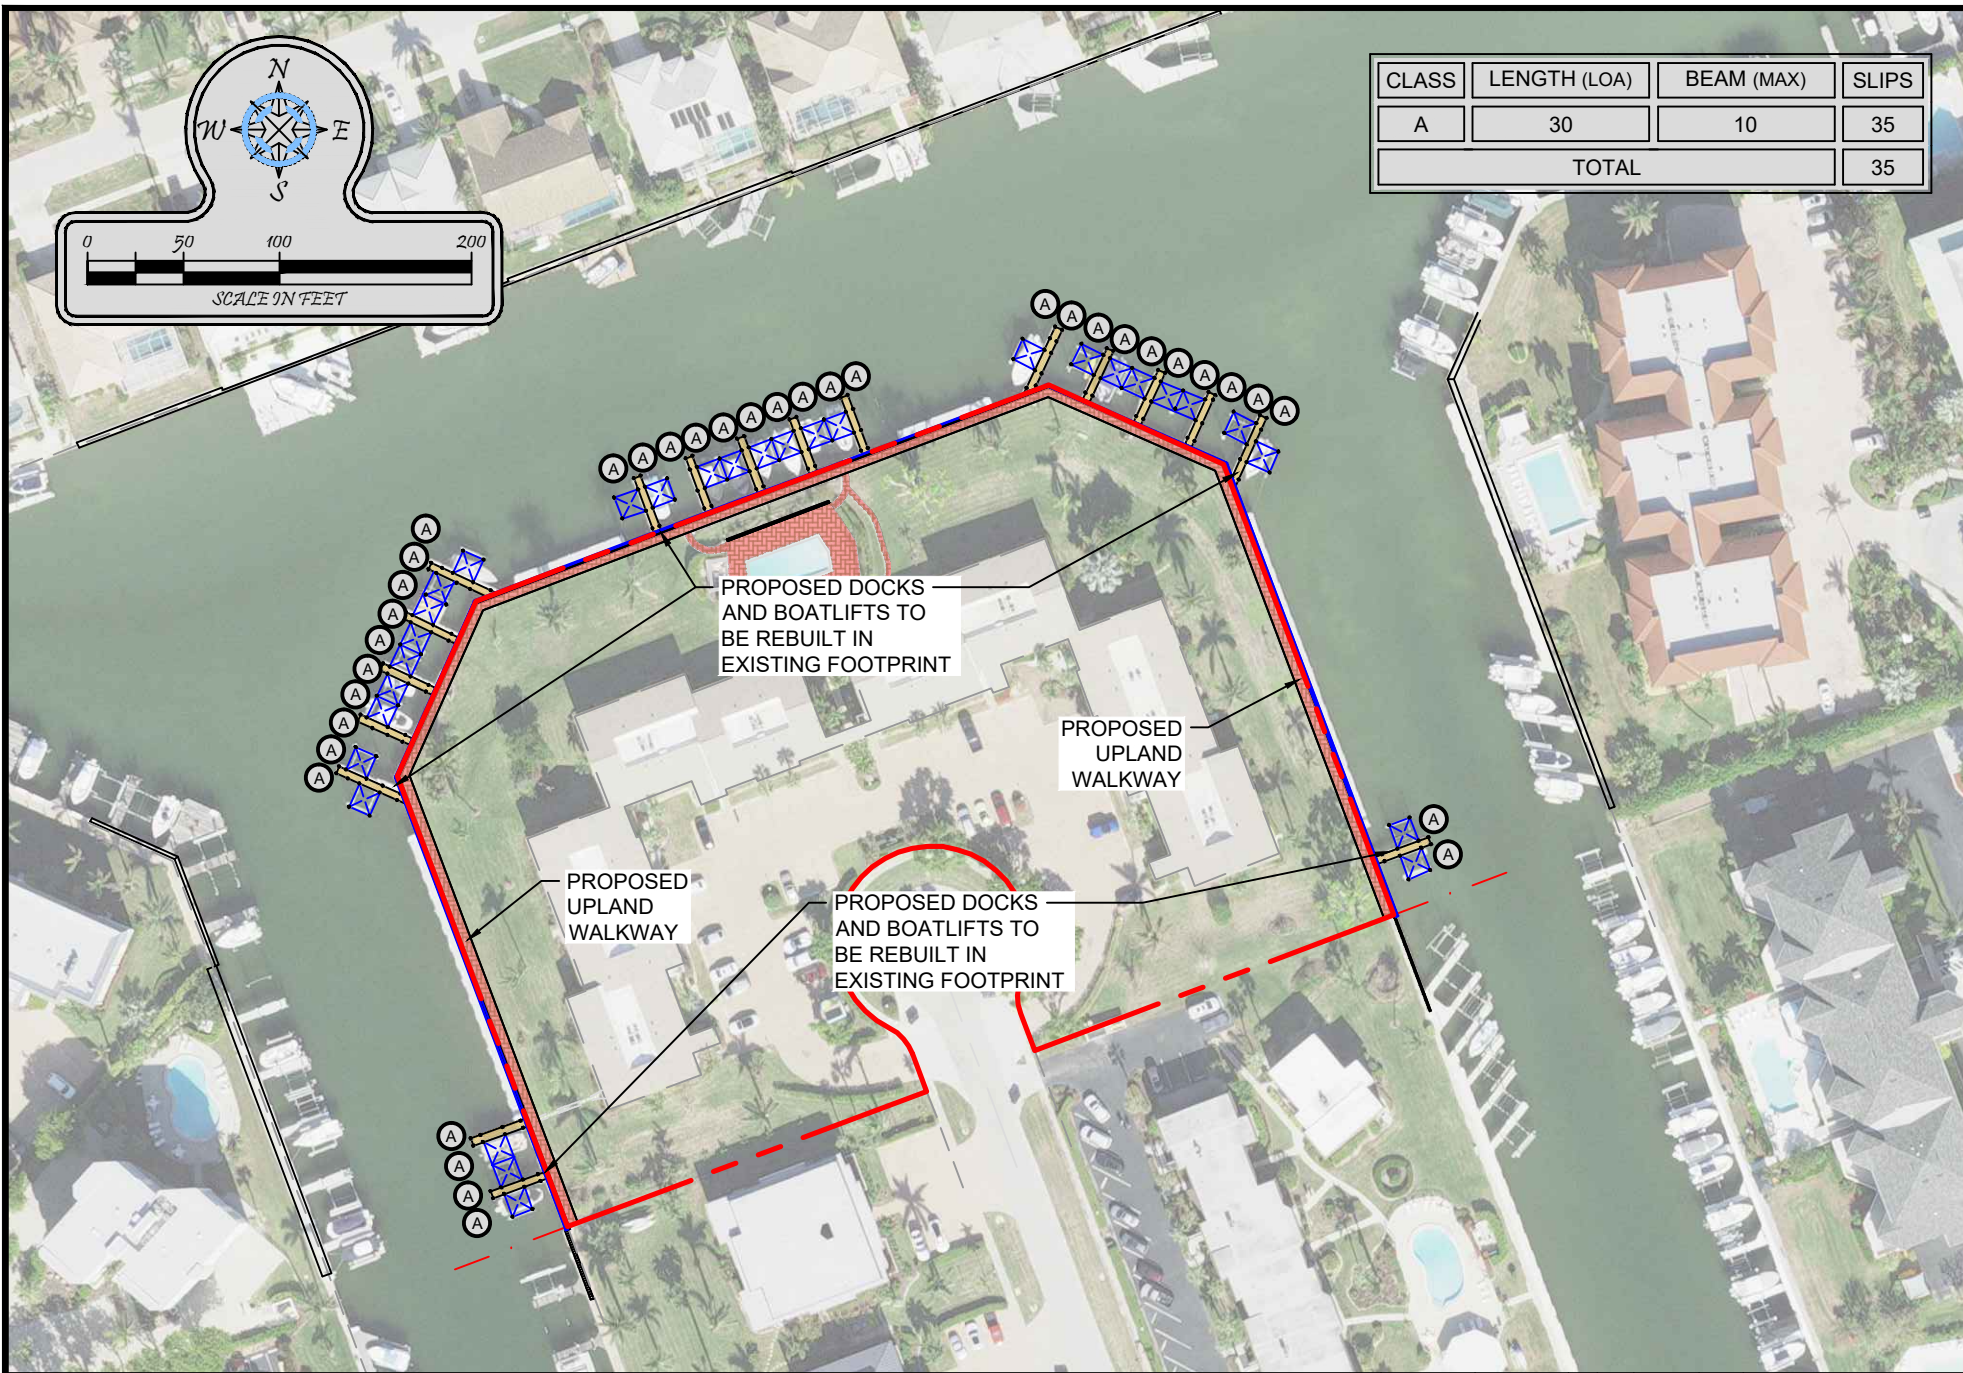 N
W E
S
0 50 100 200
SCALE IN FEET
CLASS LENGTH (LOA) BEAM (MAX) SLIPS
A 30 10 35
TOTAL 35
A A A A A A A A A A
A A A A A A A A A A
A
A
A
A
A
A
A
A
A
PROPOSED DOCKS
AND BOATLIFTS TO
BE REBUILT IN
EXISTING FOOTPRINT
PROPOSED
UPLAND
WALKWAY
A
A
PROPOSED
UPLAND
WALKWAY
PROPOSED DOCKS
AND BOATLIFTS TO
BE REBUILT IN
EXISTING FOOTPRINT
A
A
A
A